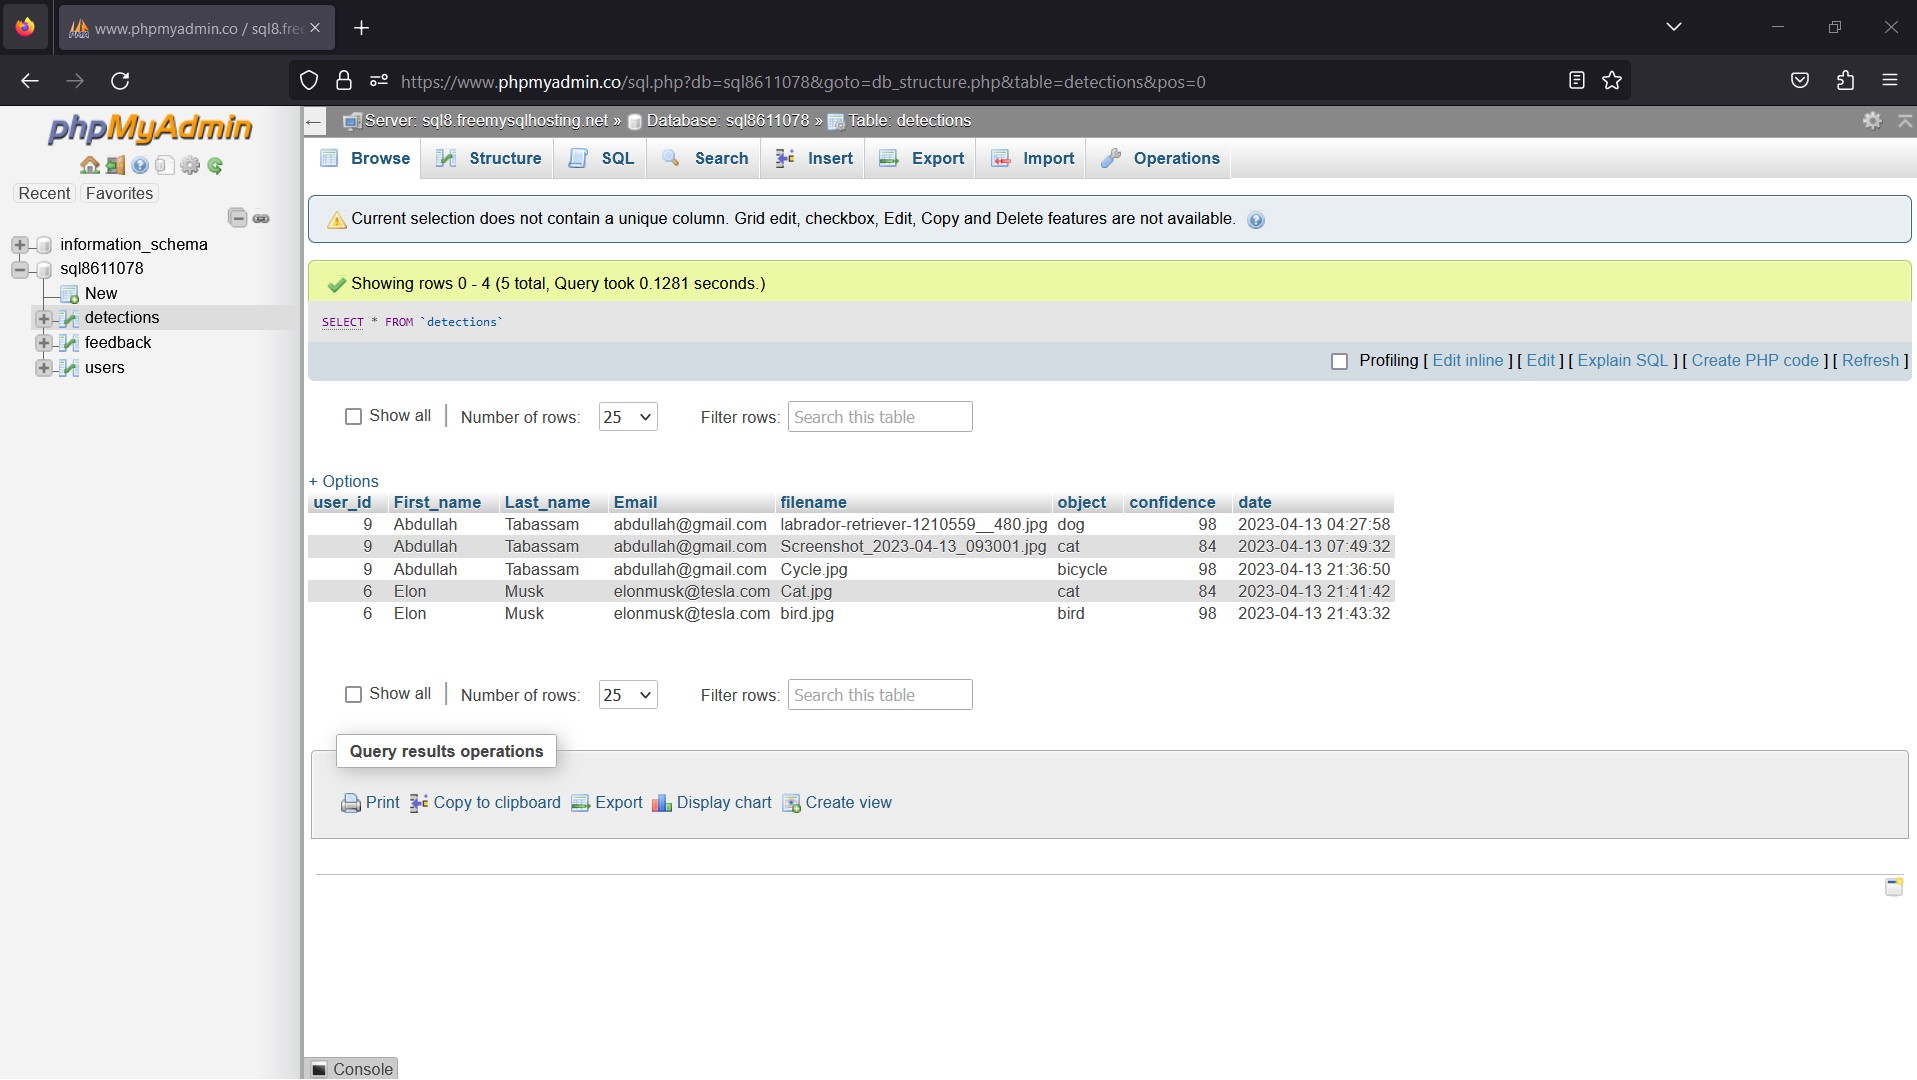 www.phpmyadmin.co / sql8.free
https://www.phpmyadmin.co/sql.php?db=sql8611078&goto=db_structure.php&table=detections&pos=0
phpMyAdmin
Recent Favorites
information_schema
sql8611078
New
detections
feedback
users
Server: sql8.freemysqlhosting.net » Database: sql8611078 » Table: detections
Browse Structure SQL Search Insert Export Import Operations
Current selection does not contain a unique column. Grid edit, checkbox, Edit, Copy and Delete features are not available.
Showing rows 0 - 4 (5 total, Query took 0.1281 seconds.)
SELECT * FROM `detections`
Profiling [ Edit inline ] [ Edit ] [ Explain SQL ] [ Create PHP code ] [ Refresh ]
Show all Number of rows: 25 Filter rows: Search this table
+ Options
user_id First_name Last_name Email filename object confidence date
9 Abdullah Tabassam abdullah@gmail.com labrador-retriever-1210559__480.jpg dog 98 2023-04-13 04:27:58
9 Abdullah Tabassam abdullah@gmail.com Screenshot_2023-04-13_093001.jpg cat 84 2023-04-13 07:49:32
9 Abdullah Tabassam abdullah@gmail.com Cycle.jpg bicycle 98 2023-04-13 21:36:50
6 Elon Musk elonmusk@tesla.com Cat.jpg cat 84 2023-04-13 21:41:42
6 Elon Musk elonmusk@tesla.com bird.jpg bird 98 2023-04-13 21:43:32
Show all Number of rows: 25 Filter rows: Search this table
Query results operations
Print Copy to clipboard Export Display chart Create view
Console